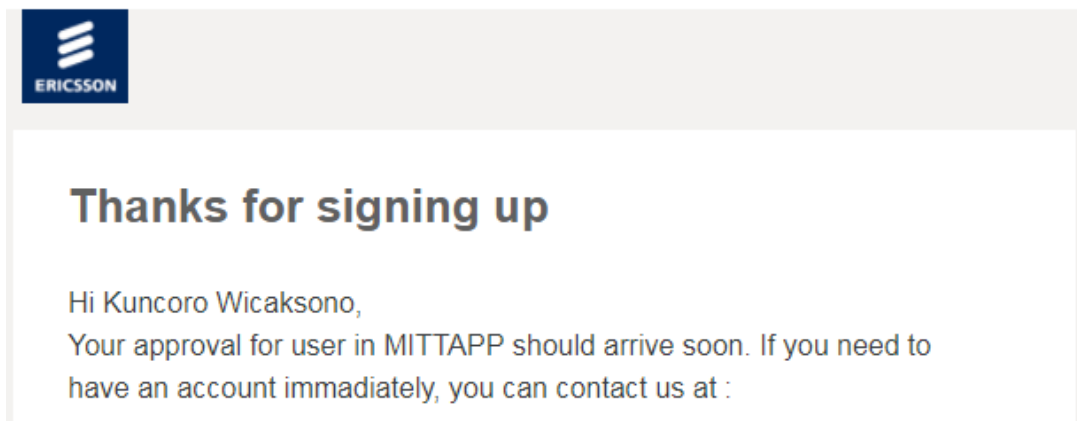 ERICSSON
Thanks for signing up
Hi Kuncoro Wicaksono,
Your approval for user in MITTAPP should arrive soon. If you need to
have an account immadiately, you can contact us at :